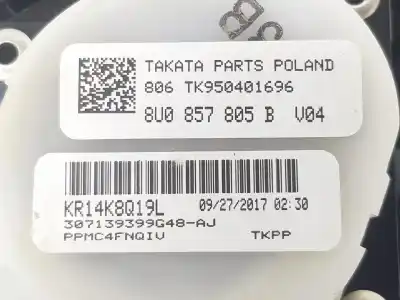 TAKATA PARTS POLAND
806 TK950401696
8U0 857 805 B V04
KR14K8Q19L 09/27/2017 02:30
307139399G48-AJ
PPMC4FNQIV TKPP